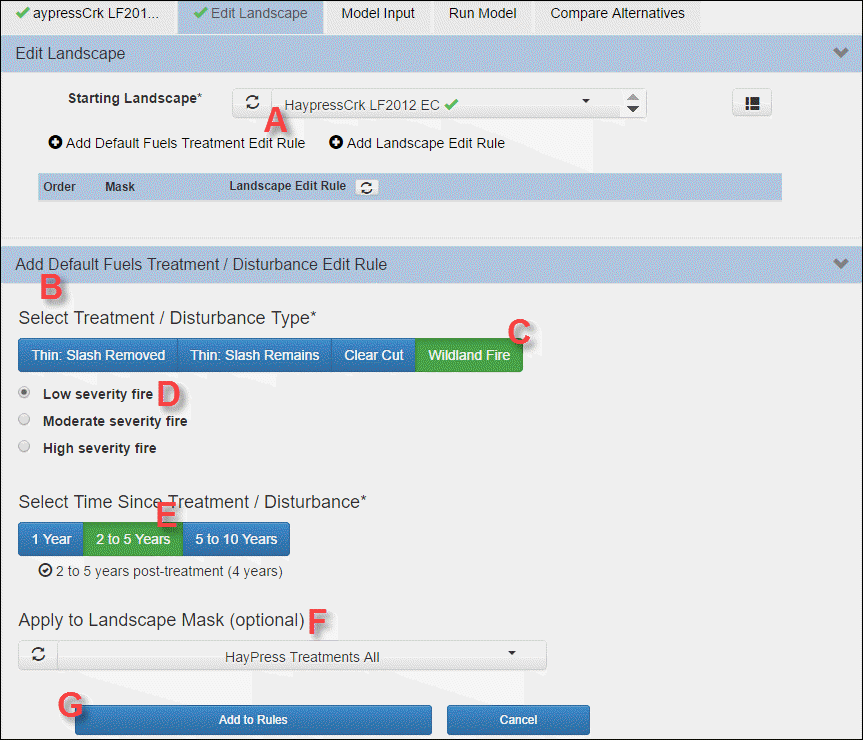 aypressCrk LF201... Edit Landscape Model Input Run Model Compare Alternatives
Edit Landscape
Starting Landscape* HaypressCrk LF2012 EC
A
Add Default Fuels Treatment Edit Rule Add Landscape Edit Rule
Order Mask Landscape Edit Rule
Add Default Fuels Treatment / Disturbance Edit Rule
B
Select Treatment / Disturbance Type*
C
Thin: Slash Removed Thin: Slash Remains Clear Cut Wildland Fire
Low severity fire D
Moderate severity fire
High severity fire
Select Time Since Treatment / Disturbance*
E
1 Year 2 to 5 Years 5 to 10 Years
2 to 5 years post-treatment (4 years)
Apply to Landscape Mask (optional) F
HayPress Treatments All
G
Add to Rules Cancel